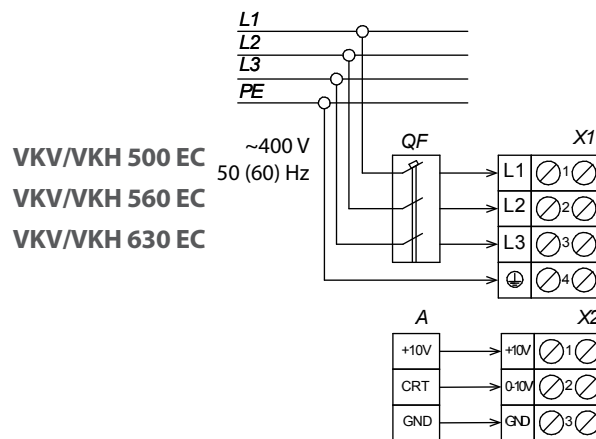 L1
L2
L3
PE
VKV/VKH 500 EC
VKV/VKH 560 EC
VKV/VKH 630 EC
~400 V
50 (60) Hz
QF
X1
L1 1
L2 2
L3 3
4
A
X2
+10V +10V 1
CRT 0-10V 2
GND GND 3